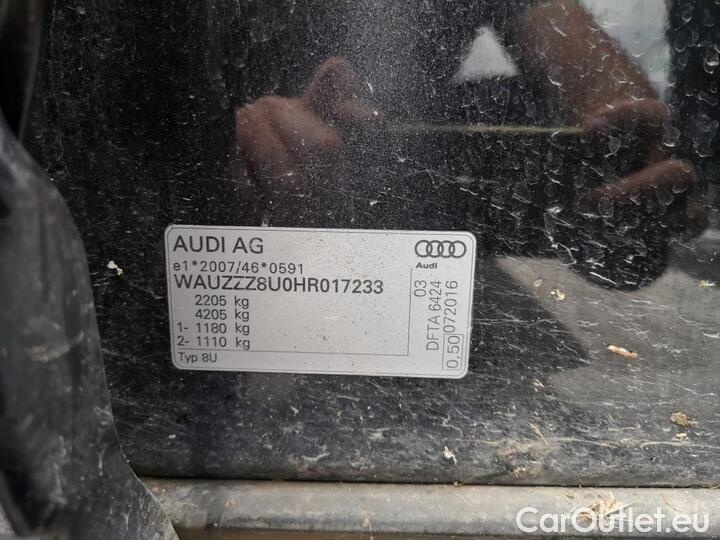 AUDI AG
Audi
e1*2007/46*0591
WAUZZZ8U0HR017233
2205 kg
4205 kg
1- 1180 kg
2- 1110 kg
Typ 8U
03
DFTA 6424
0,50 072016
CarOutlet.eu